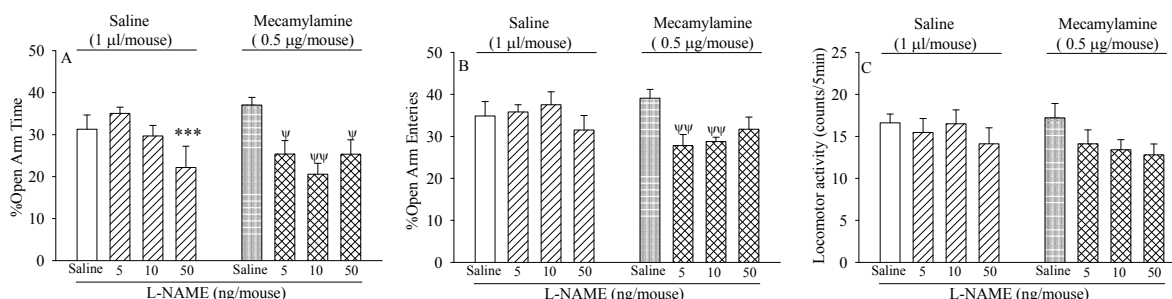 Saline
(1 μl/mouse)
Mecamylamine
( 0.5 μg/mouse)
A
%Open Arm Time
50
40
30
20
10
0
***
ψ
ψψ
ψ
Saline 5 10 50 Saline 5 10 50
L-NAME (ng/mouse)
Saline
(1 μl/mouse)
Mecamylamine
( 0.5 μg/mouse)
B
%Open Arm Enteries
60
50
40
30
20
10
0
ψψ
ψψ
Saline 5 10 50 Saline 5 10 50
L-NAME (ng/mouse)
Saline
(1 μl/mouse)
Mecamylamine
( 0.5 μg/mouse)
C
Locomotor activity (counts/5min)
25
20
15
10
5
0
Saline 5 10 50 Saline 5 10 50
L-NAME (ng/mouse)